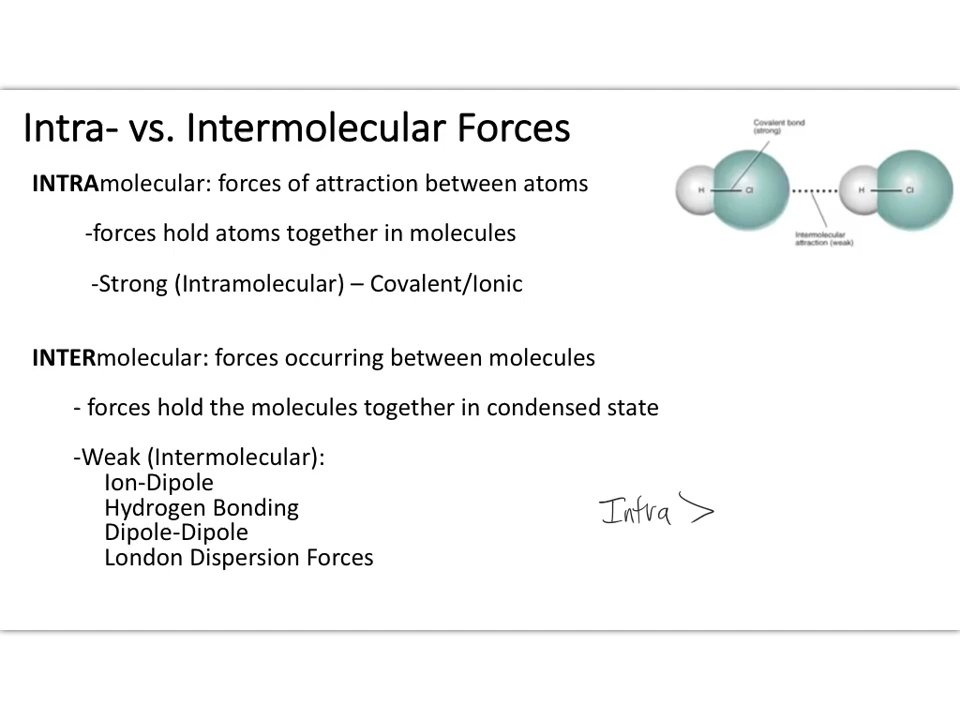 Intra- vs. Intermolecular Forces
Covalent bond
(strong)
H Cl H Cl
Intermolecular
attraction (weak)
INTRAmolecular: forces of attraction between atoms
-forces hold atoms together in molecules
-Strong (Intramolecular) – Covalent/Ionic
INTERmolecular: forces occurring between molecules
- forces hold the molecules together in condensed state
-Weak (Intermolecular):
Ion-Dipole
Hydrogen Bonding
Dipole-Dipole
London Dispersion Forces
Intra >